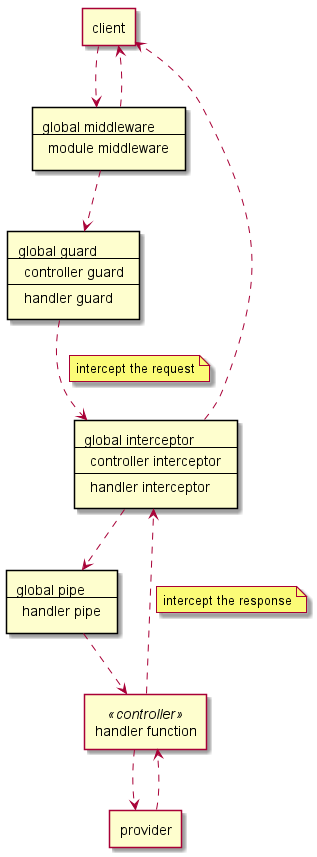 client
global middleware
module middleware
global guard
controller guard
handler guard
intercept the request
global interceptor
controller interceptor
handler interceptor
global pipe
handler pipe
intercept the response
«controller»
handler function
provider